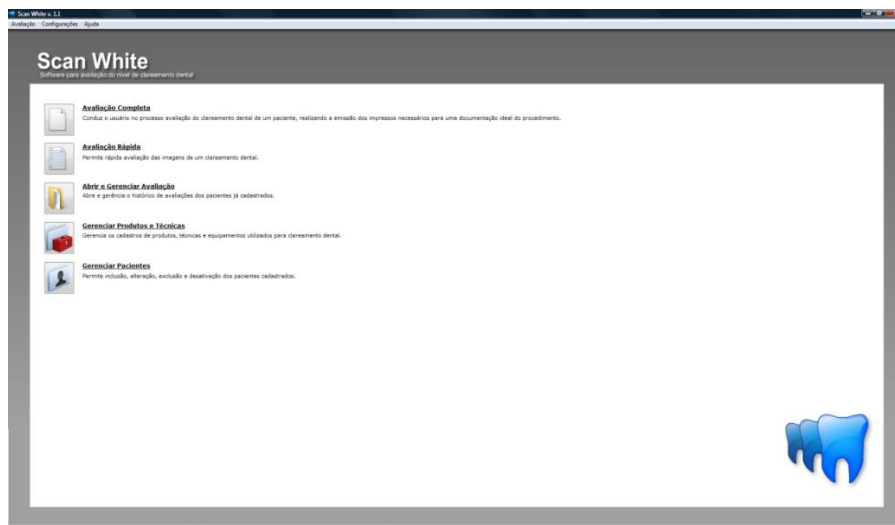 Scan White v. 1.1
Avaliação Configurações Ajuda
Scan White
Software para avaliação do nível de clareamento dental
Avaliação Completa
Conduz o usuário no processo avaliação do clareamento dental de um paciente, realizando a emissão dos impressos necessários para uma documentação ideal do procedimento.
Avaliação Rápida
Permite rápida avaliação das imagens de um clareamento dental.
Abrir e Gerenciar Avaliação
Abre e gerência o histórico de avaliações dos pacientes já cadastrados.
Gerenciar Produtos e Técnicas
Gerencia os cadastros de produtos, técnicas e equipamentos utilizados para clareamento dental.
Gerenciar Pacientes
Permite inclusão, alteração, exclusão e desativação dos pacientes cadastrados.